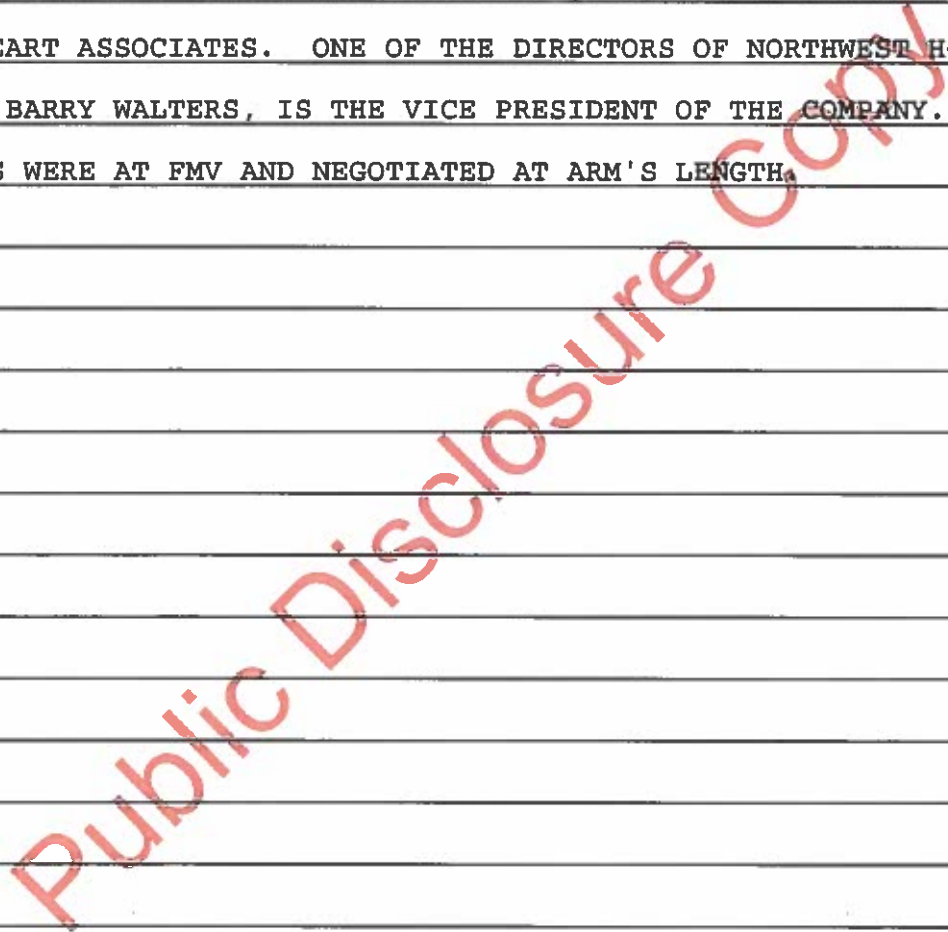 EART ASSOCIATES. ONE OF THE DIRECTORS OF NORTHWEST H
BARRY WALTERS, IS THE VICE PRESIDENT OF THE COMPANY.
S WERE AT FMV AND NEGOTIATED AT ARM'S LENGTH.
Public Disclosure Copy